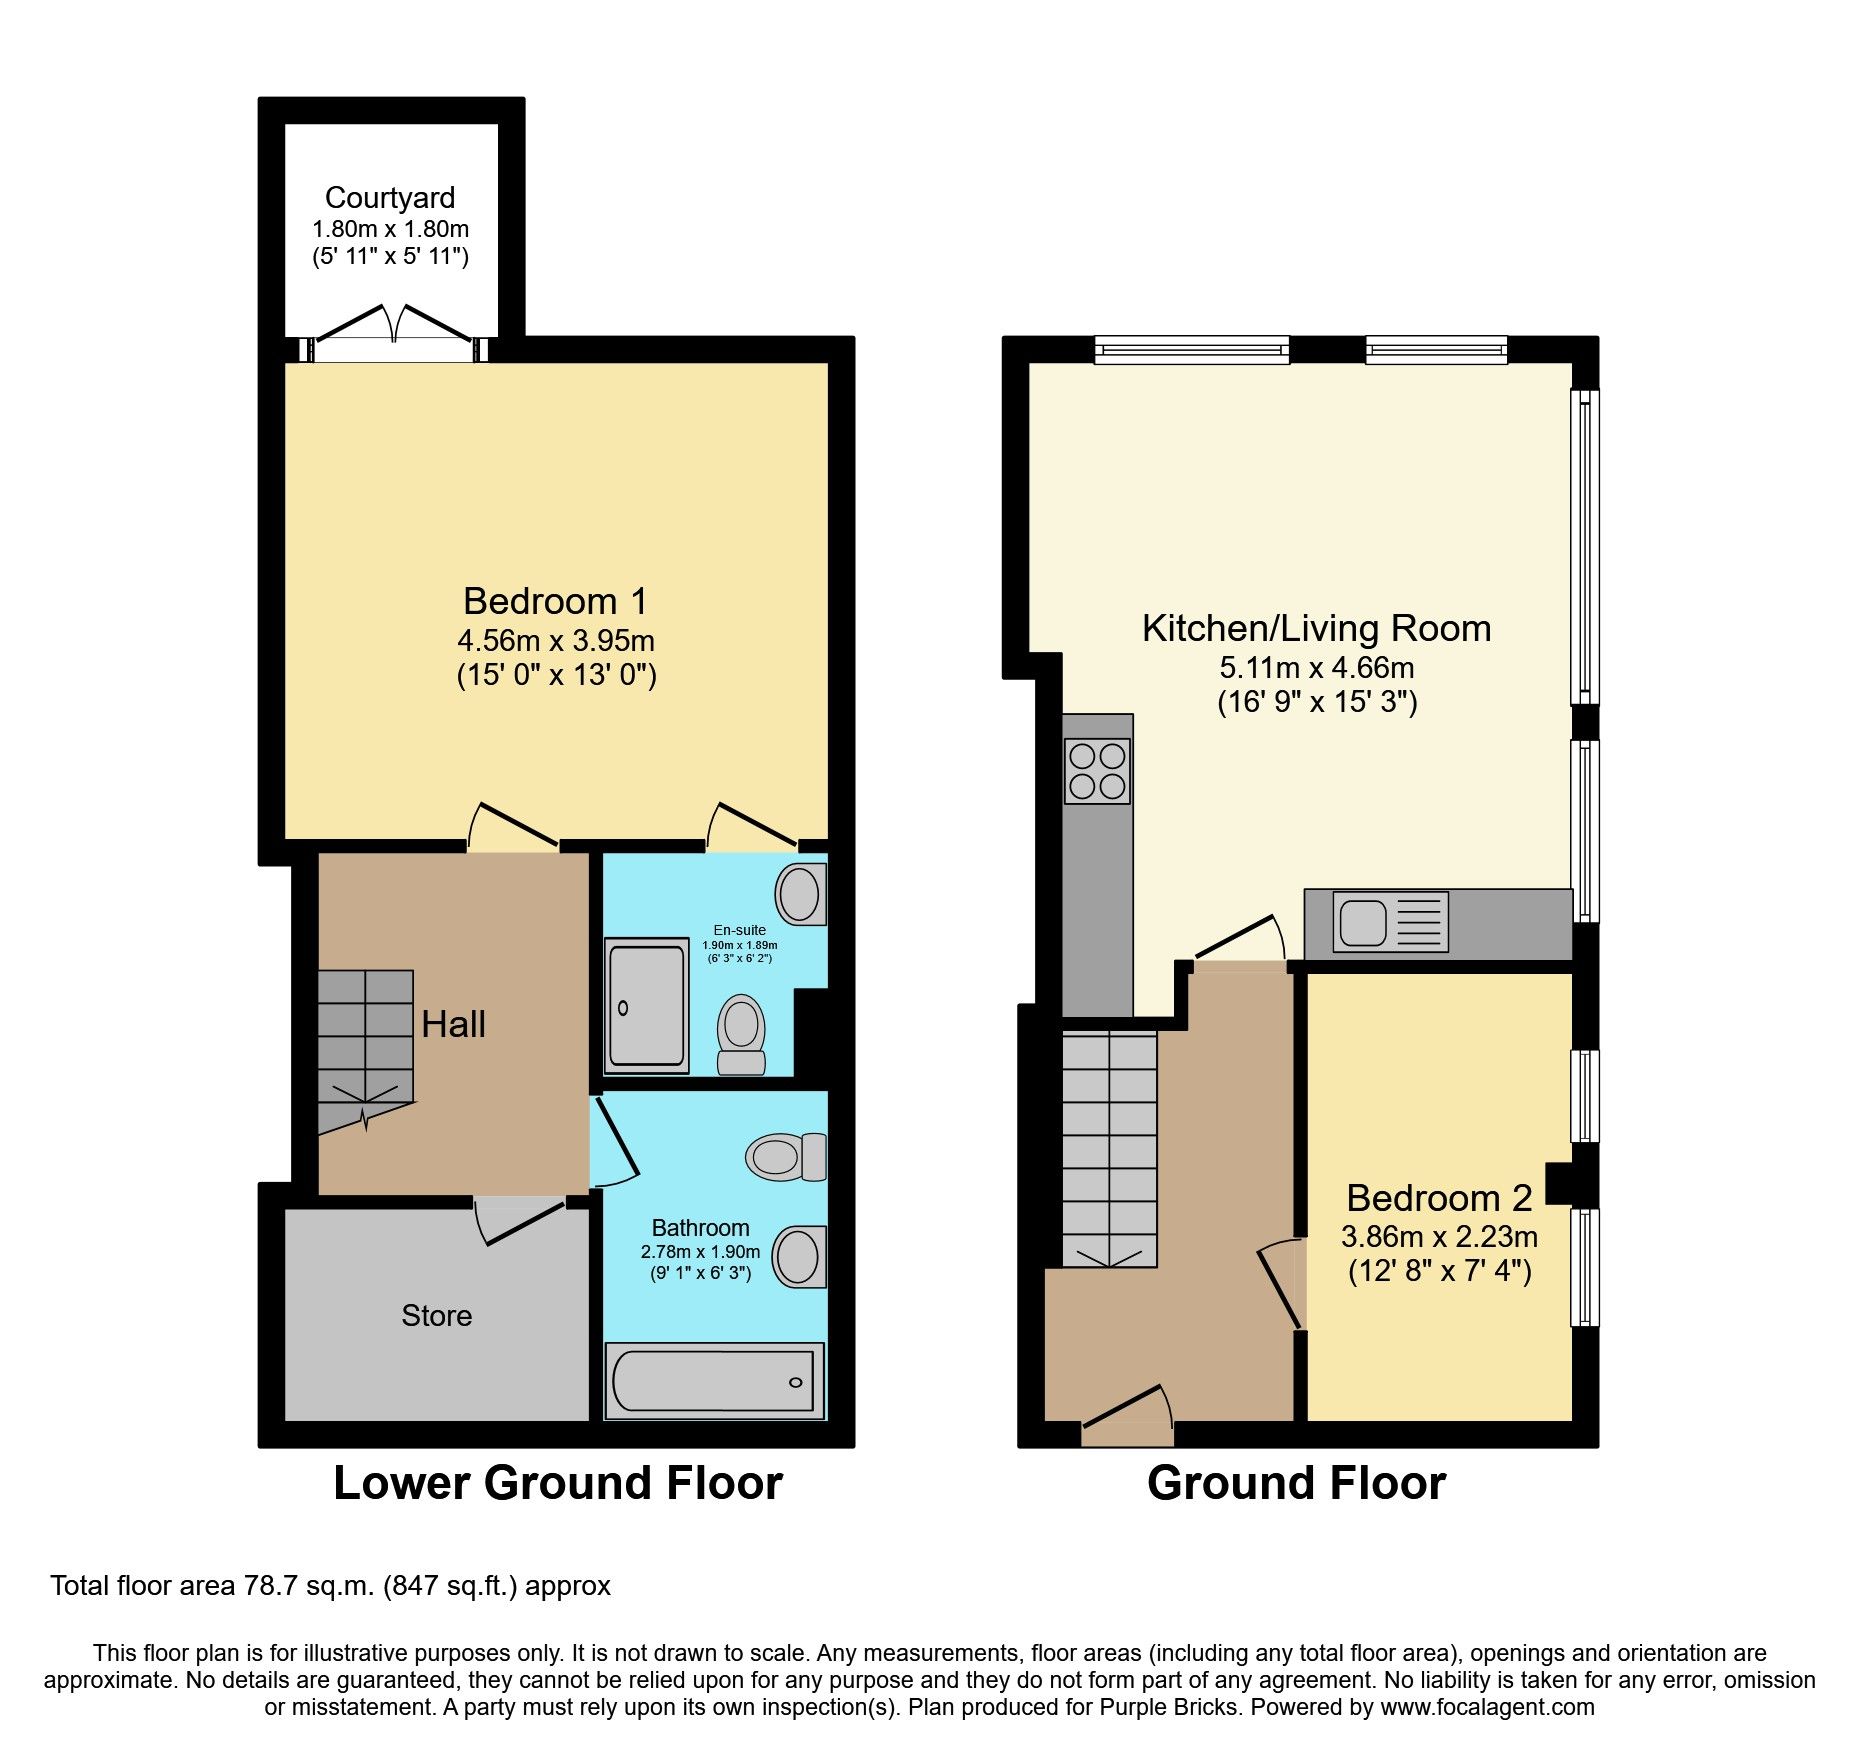 Courtyard
1.80m x 1.80m
(5' 11" x 5' 11")
Bedroom 1
4.56m x 3.95m
(15' 0" x 13' 0")
En-suite
1.90m x 1.89m
(6' 3" x 6' 2")
Hall
Bathroom
2.78m x 1.90m
(9' 1" x 6' 3")
Store
Lower Ground Floor
Kitchen/Living Room
5.11m x 4.66m
(16' 9" x 15' 3")
Bedroom 2
3.86m x 2.23m
(12' 8" x 7' 4")
Ground Floor
Total floor area 78.7 sq.m. (847 sq.ft.) approx
This floor plan is for illustrative purposes only. It is not drawn to scale. Any measurements, floor areas (including any total floor area), openings and orientation are
approximate. No details are guaranteed, they cannot be relied upon for any purpose and they do not form part of any agreement. No liability is taken for any error, omission
or misstatement. A party must rely upon its own inspection(s). Plan produced for Purple Bricks. Powered by www.focalagent.com